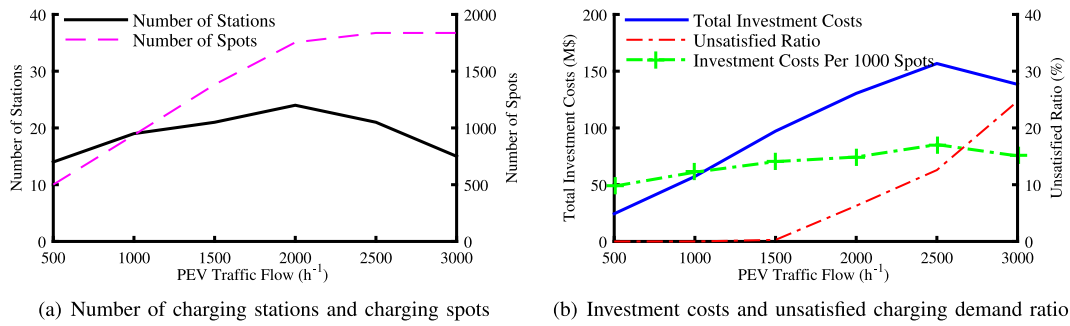 40
30
20
10
0
Number of Stations
Number of Stations
Number of Spots
2000
1500
1000
500
0
Number of Spots
500 1000 1500 2000 2500 3000
PEV Traffic Flow (h-1)
(a) Number of charging stations and charging spots
200
150
100
50
0
Total Investment Costs (M$)
Total Investment Costs
Unsatisfied Ratio
Investment Costs Per 1000 Spots
40
30
20
10
0
Unsatisfied Ratio (%)
500 1000 1500 2000 2500 3000
PEV Traffic Flow (h-1)
(b) Investment costs and unsatisfied charging demand ratio